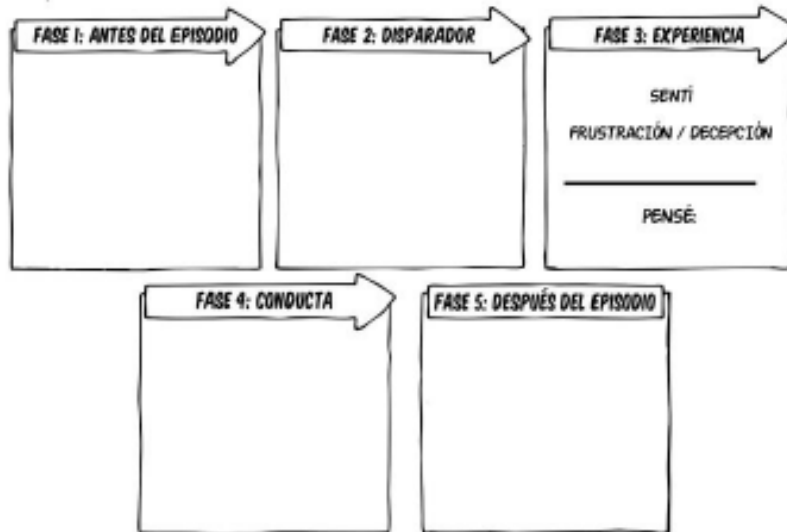 FASE 1: ANTES DEL EPISODIO
FASE 2: DISPARADOR
FASE 3: EXPERIENCIA
SENTÍ
FRUSTRACIÓN / DECEPCIÓN
PENSÉ:
FASE 4: CONDUCTA
FASE 5: DESPUÉS DEL EPISODIO